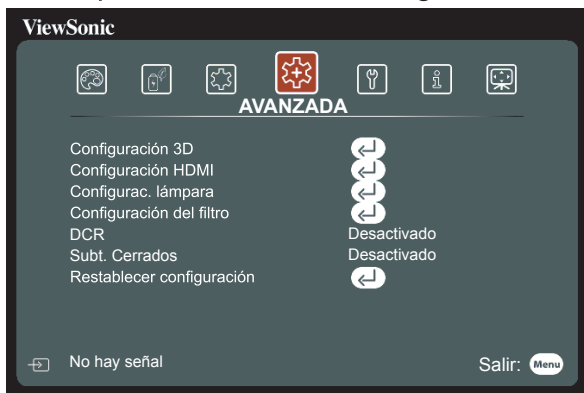 ViewSonic
AVANZADA
Configuración 3D
Configuración HDMI
Configurac. lámpara
Configuración del filtro
DCR Desactivado
Subt. Cerrados Desactivado
Restablecer configuración
No hay señal Salir: Menu